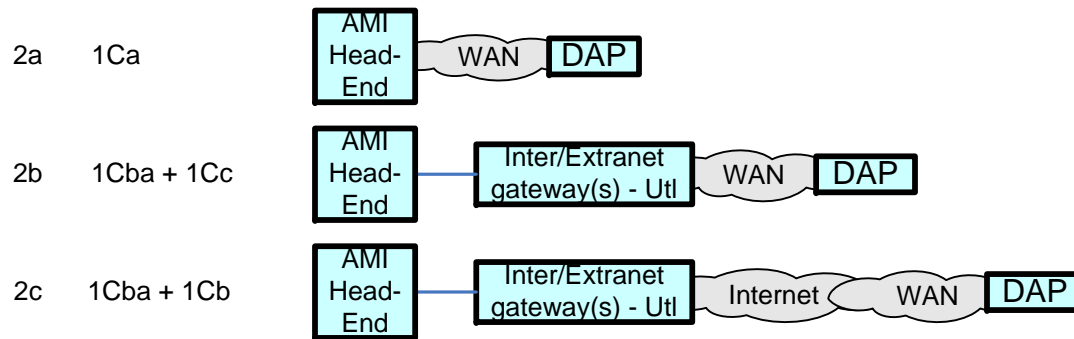 2a 1Ca AMI Head-End WAN DAP
2b 1Cba + 1Cc AMI Head-End Inter/Extranet gateway(s) - Utl WAN DAP
2c 1Cba + 1Cb AMI Head-End Inter/Extranet gateway(s) - Utl Internet WAN DAP